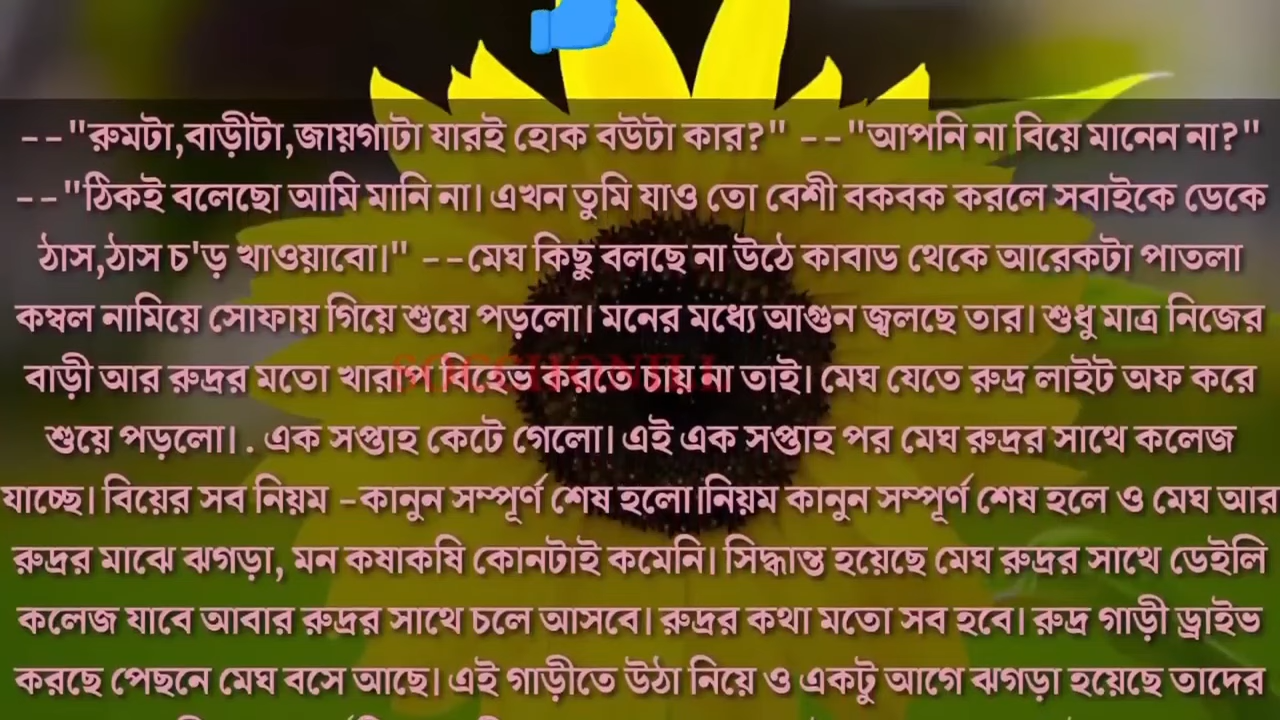 --"রুমটা,বাড়ীটা,জায়গাটা যারই হোক বউটা কার?" --"আপনি না বিয়ে মানেন না?"
--"ঠিকই বলেছো আমি মানি না। এখন তুমি যাও তো বেশী বকবক করলে সবাইকে ডেকে
ঠাস,ঠাস চ'ড় খাওয়াবো।" --মেঘ কিছু বলছে না উঠে কাবাড থেকে আরেকটা পাতলা
কম্বল নামিয়ে সোফায় গিয়ে শুয়ে পড়লো। মনের মধ্যে আগুন জ্বলছে তার। শুধু মাত্র নিজের
বাড়ী আর রুদ্রর মতো খারাপ বিহেভ করতে চায় না তাই। মেঘ যেতে রুদ্র লাইট অফ করে
শুয়ে পড়লো। . এক সপ্তাহ কেটে গেলো। এই এক সপ্তাহ পর মেঘ রুদ্রর সাথে কলেজ
যাচ্ছে। বিয়ের সব নিয়ম -কানুন সম্পূর্ণ শেষ হলো।নিয়ম কানুন সম্পূর্ণ শেষ হলে ও মেঘ আর
রুদ্রর মাঝে ঝগড়া, মন কষাকষি কোনটাই কমেনি। সিদ্ধান্ত হয়েছে মেঘ রুদ্রর সাথে ডেইলি
কলেজ যাবে আবার রুদ্রর সাথে চলে আসবে। রুদ্রর কথা মতো সব হবে। রুদ্র গাড়ী ড্রাইভ
করছে পেছনে মেঘ বসে আছে। এই গাড়ীতে উঠা নিয়ে ও একটু আগে ঝগড়া হয়েছে তাদের